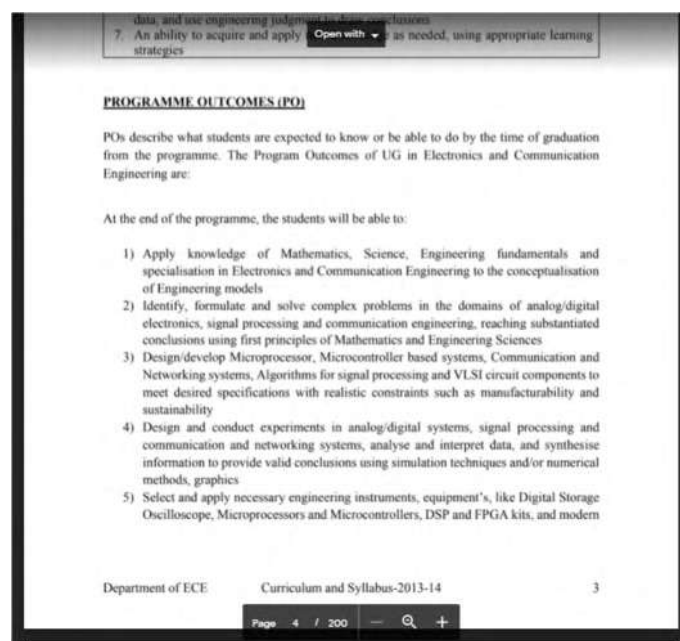 data, and use engineering judgment to draw conclusions
7. An ability to acquire and apply
Open with
as needed, using appropriate learning
strategies
PROGRAMME OUTCOMES (PO)
POs describe what students are expected to know or be able to do by the time of graduation
from the programme. The Program Outcomes of UG in Electronics and Communication
Engineering are:
At the end of the programme, the students will be able to:
1) Apply knowledge of Mathematics, Science, Engineering fundamentals and
specialisation in Electronics and Communication Engineering to the conceptualisation
of Engineering models
2) Identify, formulate and solve complex problems in the domains of analog/digital
electronics, signal processing and communication engineering, reaching substantiated
conclusions using first principles of Mathematics and Engineering Sciences
3) Design/develop Microprocessor, Microcontroller based systems, Communication and
Networking systems, Algorithms for signal processing and VLSI circuit components to
meet desired specifications with realistic constraints such as manufacturability and
sustainability
4) Design and conduct experiments in analog/digital systems, signal processing and
communication and networking systems, analyse and interpret data, and synthesise
information to provide valid conclusions using simulation techniques and/or numerical
methods, graphics
5) Select and apply necessary engineering instruments, equipment's, like Digital Storage
Oscilloscope, Microprocessors and Microcontrollers, DSP and FPGA kits, and modern
Department of ECE Curriculum and Syllabus-2013-14 3
Page 4 / 200